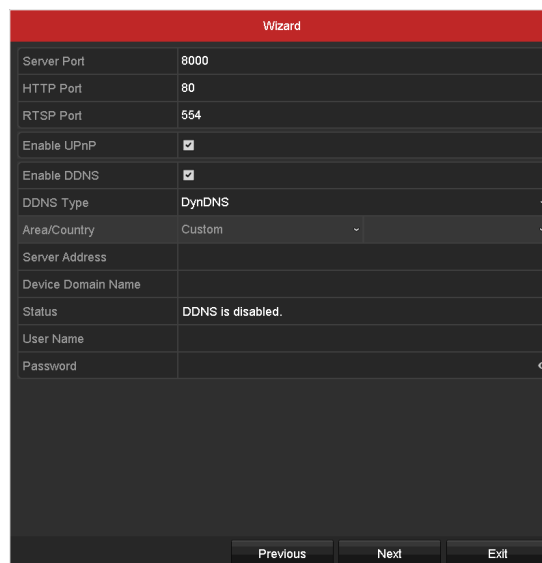 Wizard
Server Port 8000
HTTP Port 80
RTSP Port 554
Enable UPnP
Enable DDNS
DDNS Type DynDNS
Area/Country Custom
Server Address
Device Domain Name
Status DDNS is disabled.
User Name
Password
Previous Next Exit